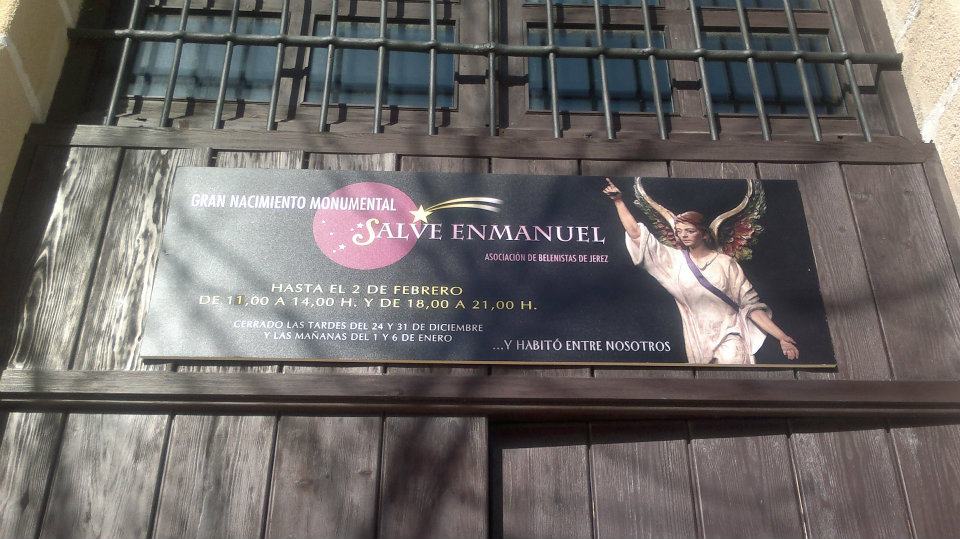 GRAN NACIMIENTO MONUMENTAL
SALVE ENMANUEL
ASOCIACIÓN DE BELENISTAS DE JEREZ
HASTA EL 2 DE FEBRERO
DE 11,00 A 14,00 H. Y DE 18,00 A 21,00 H.
CERRADO LAS TARDES DEL 24 Y 31 DE DICIEMBRE
Y LAS MAÑANAS DEL 1 Y 6 DE ENERO
...Y HABITÓ ENTRE NOSOTROS